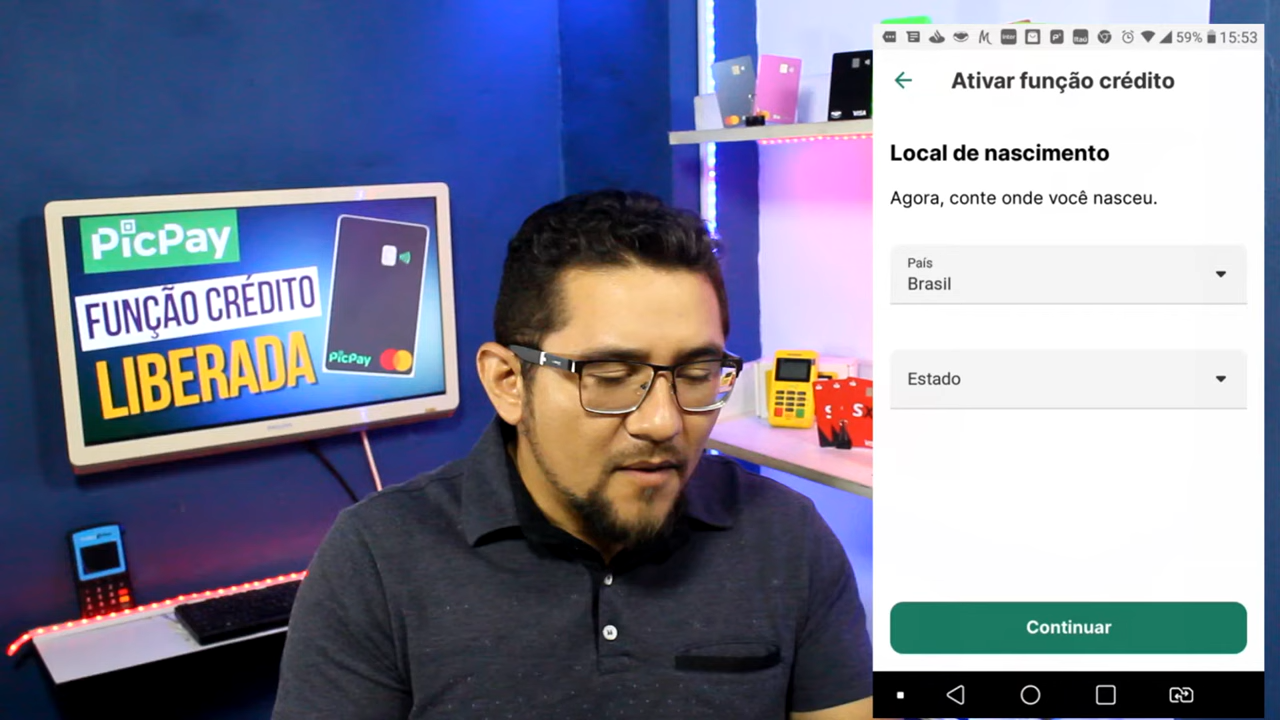 PicPay
FUNÇÃO CRÉDITO
LIBERADA
PicPay
VISA
59% 15:53
Ativar função crédito
Local de nascimento
Agora, conte onde você nasceu.
País
Brasil
Estado
Continuar